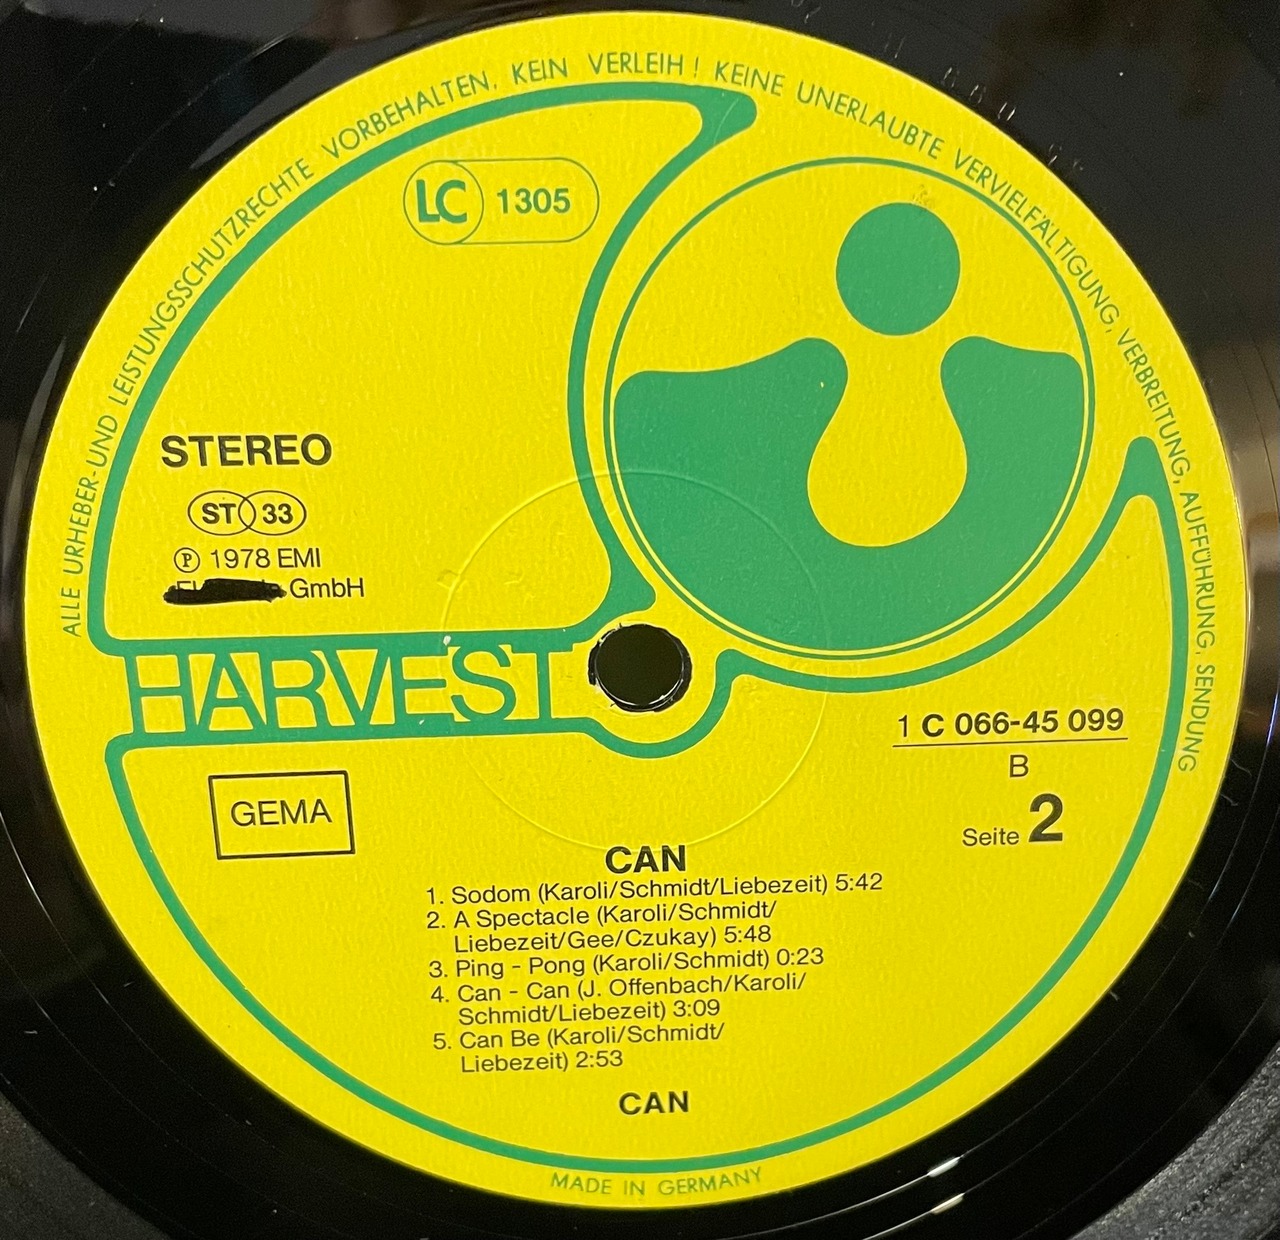 ALLE URHEBER- UND LEISTUNGSSCHUTZRECHTE VORBEHALTEN, KEIN VERLEIH! KEINE UNERLAUBTE VERVIELFÄLTIGUNG, VERBREITUNG, AUFFÜHRUNG, SENDUNG
LC 1305
STEREO
ST 33
Ⓟ 1978 EMI
GmbH
HARVEST
1 C 066-45 099
B
Seite 2
GEMA
CAN
1. Sodom (Karoli/Schmidt/Liebezeit) 5:42
2. A Spectacle (Karoli/Schmidt/
Liebezeit/Gee/Czukay) 5:48
3. Ping - Pong (Karoli/Schmidt) 0:23
4. Can - Can (J. Offenbach/Karoli/
Schmidt/Liebezeit) 3:09
5. Can Be (Karoli/Schmidt/
Liebezeit) 2:53
CAN
MADE IN GERMANY